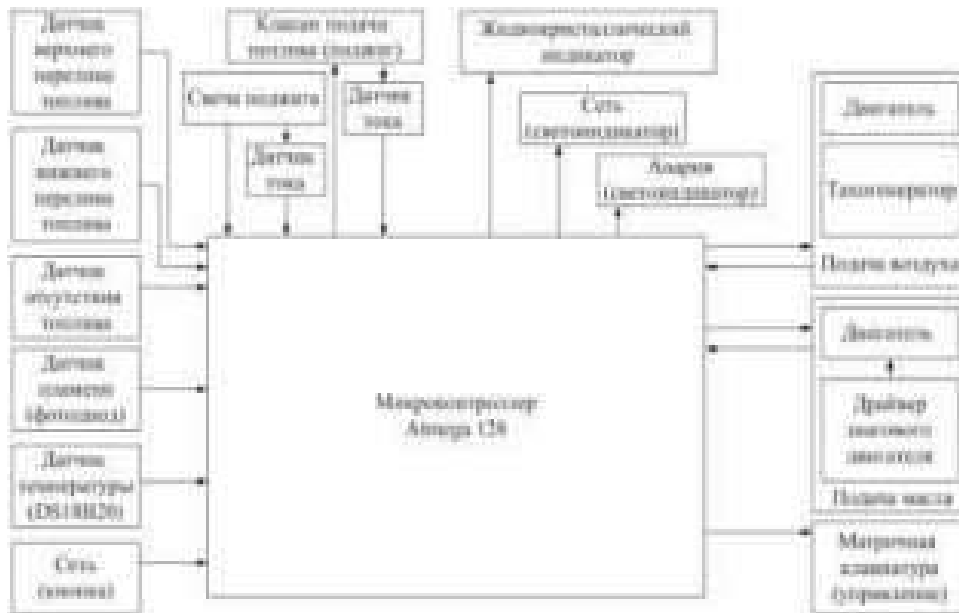 Датчик
верхнего
перелива
топлива
Датчик
нижнего
перелива
топлива
Датчик
отсутствия
топлива
Датчик
пламени
(фотодиод)
Датчик
температуры
(DS18B20)
Сеть
(кнопка)
Клапан подачи
топлива (поджиг)
Свеча поджига
Датчик
тока
Датчик
тока
Жидкокристаллический
индикатор
Сеть
(светоиндикатор)
Авария
(светоиндикатор)
Микроконтроллер
Atmega 128
Двигатель
Тахогенератор
Подача воздуха
Двигатель
Драйвер
шагового
двигателя
Подача масла
Матричная
клавиатура
(управление)